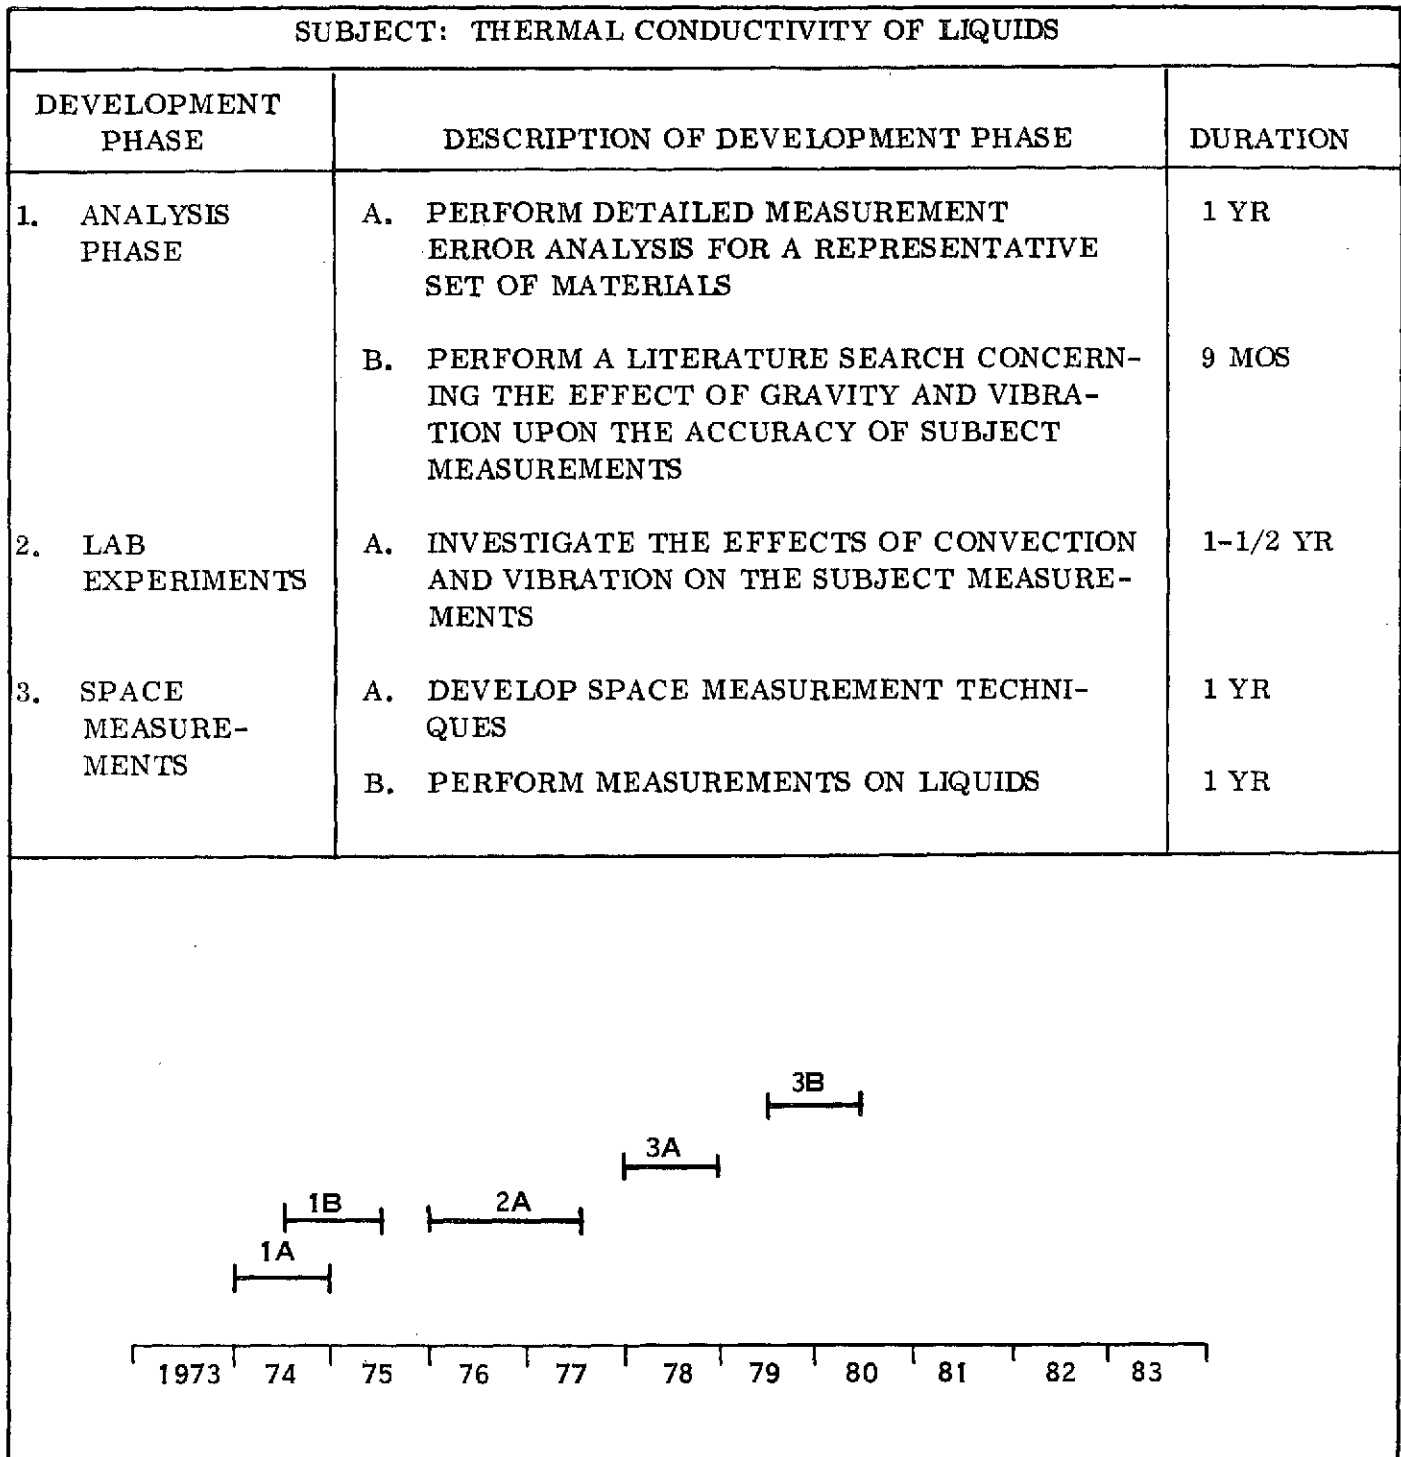 SUBJECT: THERMAL CONDUCTIVITY OF LIQUIDS
DEVELOPMENT
PHASE
DESCRIPTION OF DEVELOPMENT PHASE
DURATION
1. ANALYSIS
PHASE
A. PERFORM DETAILED MEASUREMENT
ERROR ANALYSIS FOR A REPRESENTATIVE
SET OF MATERIALS
1 YR
B. PERFORM A LITERATURE SEARCH CONCERN-
ING THE EFFECT OF GRAVITY AND VIBRA-
TION UPON THE ACCURACY OF SUBJECT
MEASUREMENTS
9 MOS
2. LAB
EXPERIMENTS
A. INVESTIGATE THE EFFECTS OF CONVECTION
AND VIBRATION ON THE SUBJECT MEASURE-
MENTS
1-1/2 YR
3. SPACE
MEASURE-
MENTS
A. DEVELOP SPACE MEASUREMENT TECHNI-
QUES
1 YR
B. PERFORM MEASUREMENTS ON LIQUIDS
1 YR
3B
3A
1B 2A
1A
1973 74 75 76 77 78 79 80 81 82 83